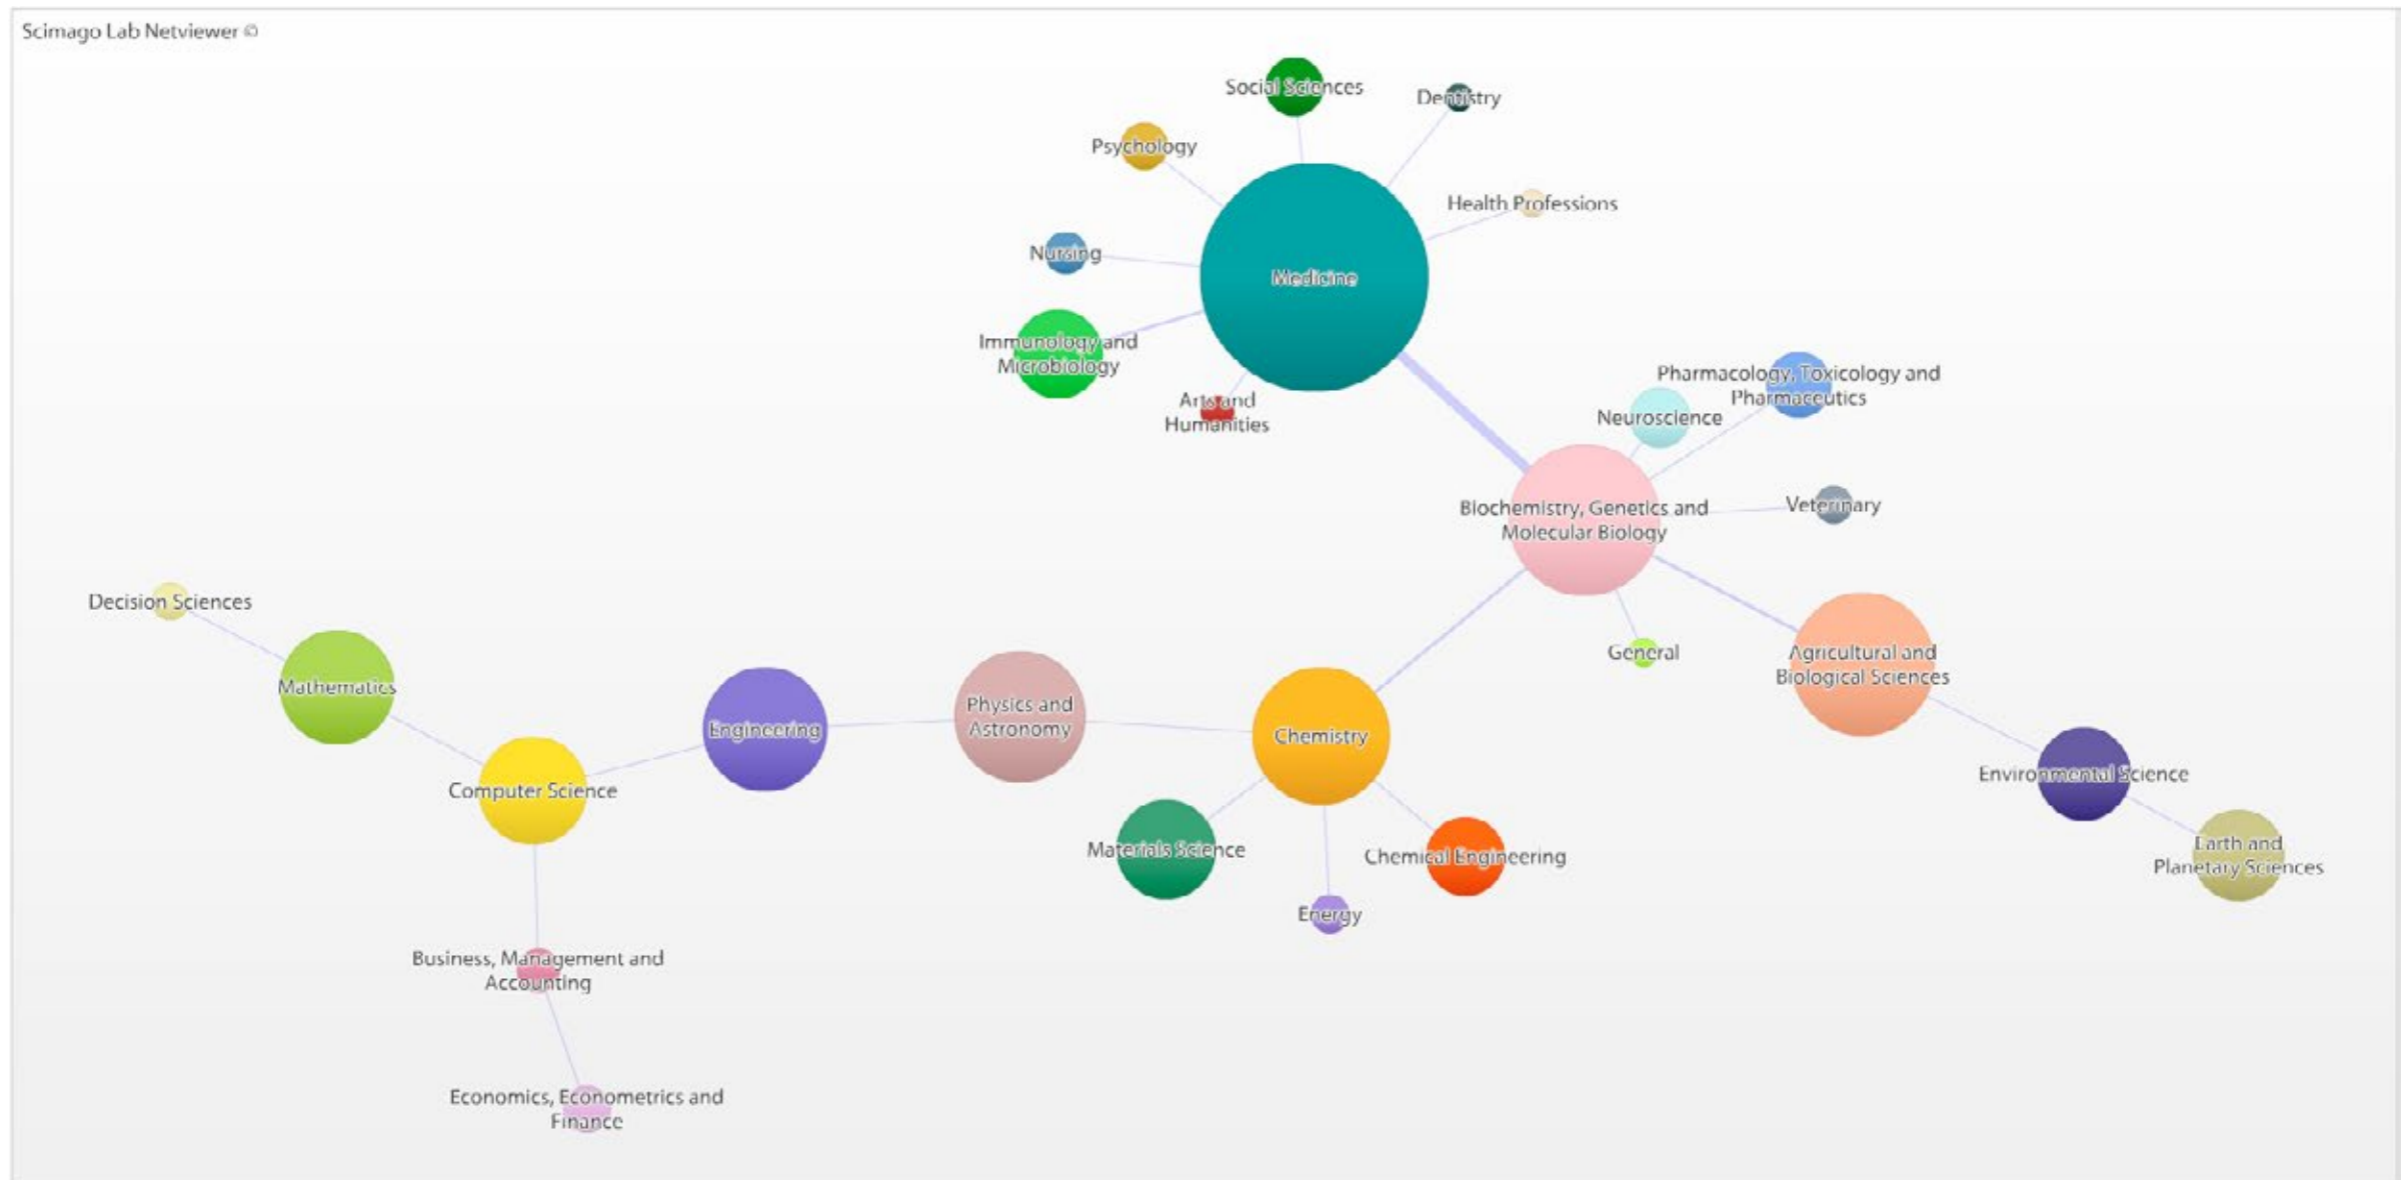 Scimago Lab Netviewer ©
Social Sciences
Dentistry
Psychology
Health Professions
Nursing
Medicine
Immunology and
Microbiology
Arts and
Humanities
Pharmacology, Toxicology and
Pharmaceutics
Neuroscience
Biochemistry, Genetics and
Molecular Biology
Veterinary
Decision Sciences
General
Agricultural and
Biological Sciences
Mathematics
Engineering
Physics and
Astronomy
Chemistry
Computer Science
Environmental Science
Materials Science
Chemical Engineering
Earth and
Planetary Sciences
Energy
Business, Management and
Accounting
Economics, Econometrics and
Finance